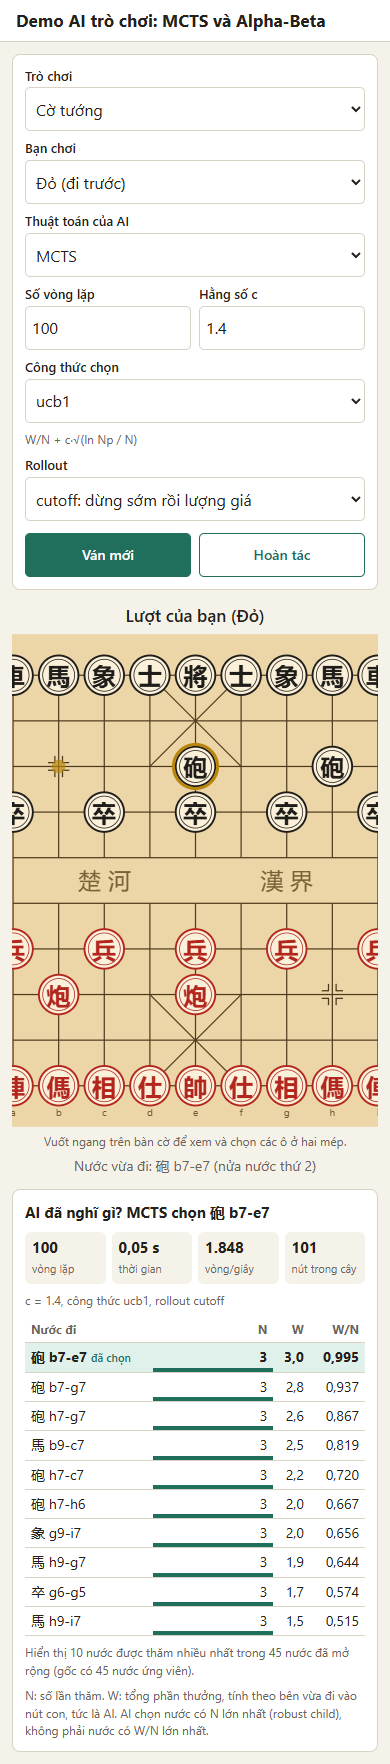 Demo AI trò chơi: MCTS và Alpha-Beta
Trò chơi
Cờ tướng
Bạn chơi
Đỏ (đi trước)
Thuật toán của AI
MCTS
Số vòng lặp Hằng số c
100 1.4
Công thức chọn
ucb1
W/N + c·√(ln Np / N)
Rollout
cutoff: dừng sớm rồi lượng giá
Ván mới Hoàn tác
Lượt của bạn (Đỏ)
車 馬 象 士 將 士 象 馬 車
砲 砲
卒 卒 卒 卒 卒
楚河 漢界
兵 兵 兵 兵 兵
炮 炮
俥 傌 相 仕 帥 仕 相 傌 俥
a b c d e f g h
Vuốt ngang trên bàn cờ để xem và chọn các ô ở hai mép.
Nước vừa đi: 砲 b7-e7 (nửa nước thứ 2)
AI đã nghĩ gì? MCTS chọn 砲 b7-e7
100 0,05 s 1.848 101
vòng lặp thời gian vòng/giây nút trong cây
c = 1.4, công thức ucb1, rollout cutoff
Nước đi N W W/N
砲 b7-e7 đã chọn 3 3,0 0,995
砲 b7-g7 3 2,8 0,937
砲 h7-g7 3 2,6 0,867
馬 b9-c7 3 2,5 0,819
砲 h7-c7 3 2,2 0,720
砲 h7-h6 3 2,0 0,667
象 g9-i7 3 2,0 0,656
馬 h9-g7 3 1,9 0,644
卒 g6-g5 3 1,7 0,574
馬 h9-i7 3 1,5 0,515
Hiển thị 10 nước được thăm nhiều nhất trong 45 nước đã mở
rộng (gốc có 45 nước ứng viên).
N: số lần thăm. W: tổng phần thưởng, tính theo bên vừa đi vào
nút con, tức là AI. AI chọn nước có N lớn nhất (robust child),
không phải nước có W/N lớn nhất.